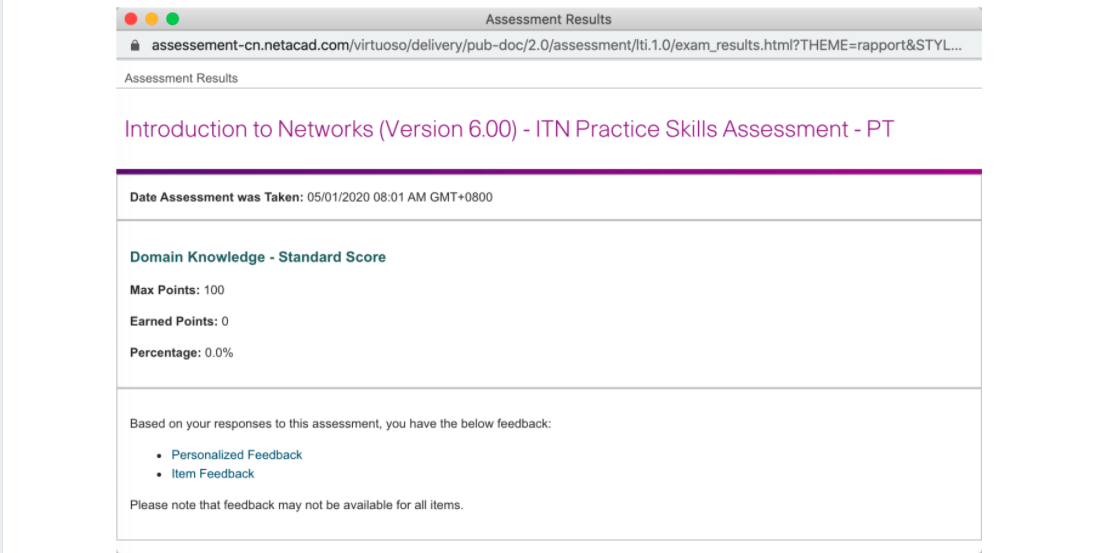 Assessment Results
assessement-cn.netacad.com/virtuoso/delivery/pub-doc/2.0/assessment/lti.1.0/exam_results.html?THEME=rapport&STYL...
Assessment Results
Introduction to Networks (Version 6.00) - ITN Practice Skills Assessment - PT
Date Assessment was Taken: 05/01/2020 08:01 AM GMT+0800
Domain Knowledge - Standard Score
Max Points: 100
Earned Points: 0
Percentage: 0.0%
Based on your responses to this assessment, you have the below feedback:
• Personalized Feedback
• Item Feedback
Please note that feedback may not be available for all items.